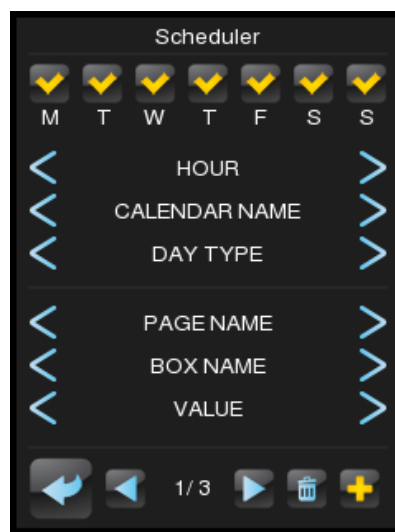 Scheduler
M T W T F S S
HOUR
CALENDAR NAME
DAY TYPE
PAGE NAME
BOX NAME
VALUE
1/3